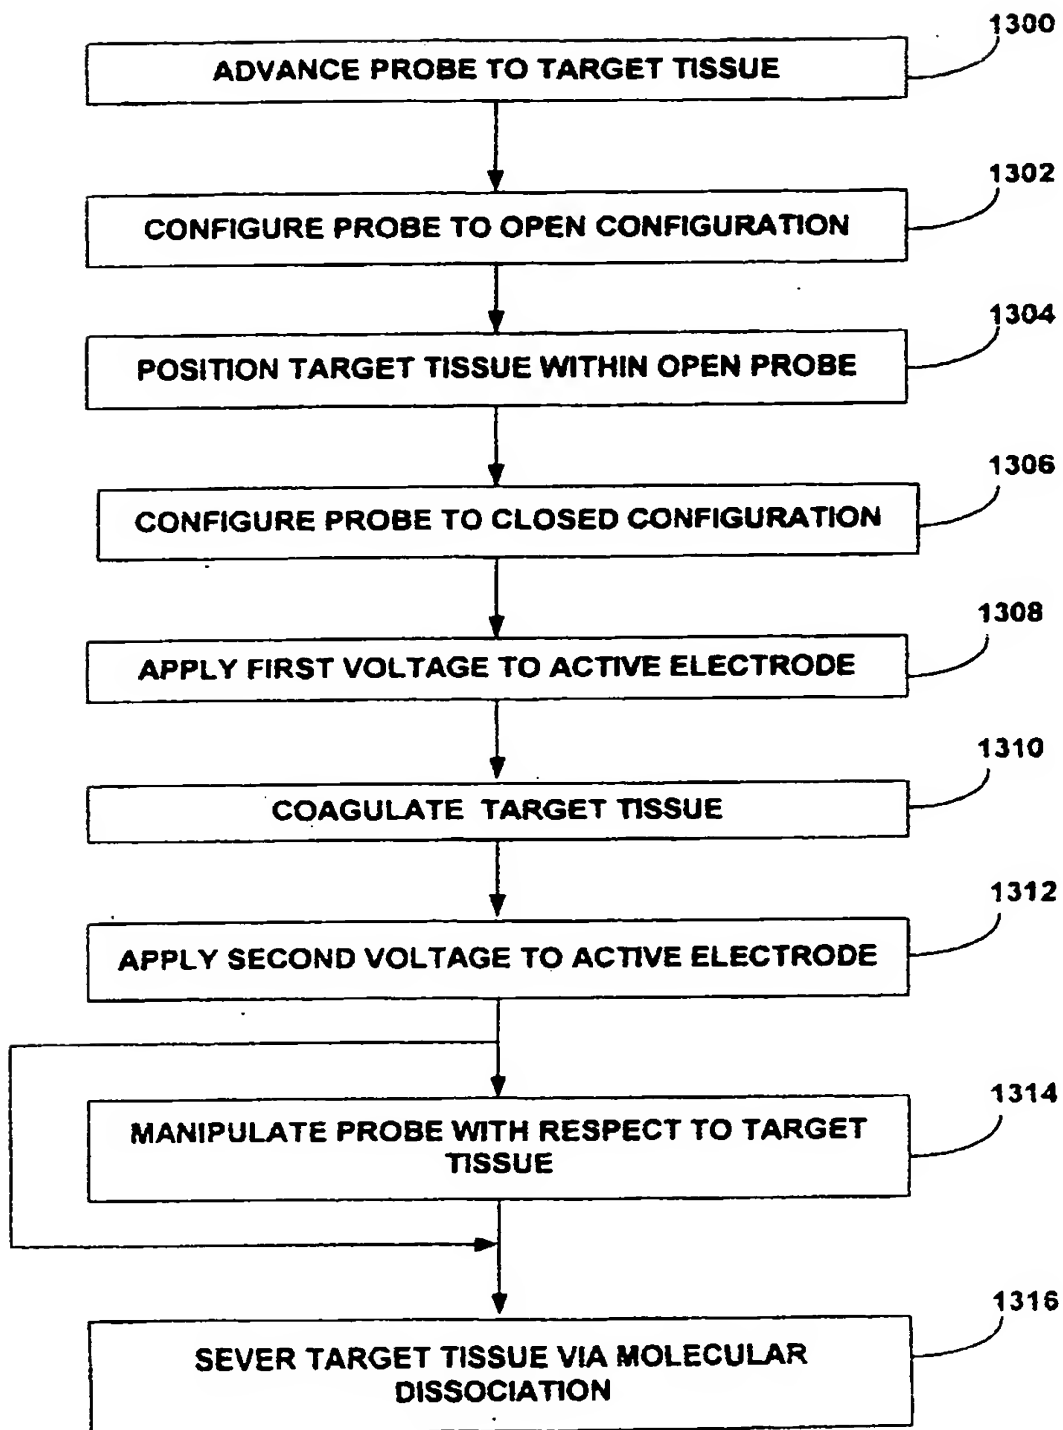 1300
ADVANCE PROBE TO TARGET TISSUE
1302
CONFIGURE PROBE TO OPEN CONFIGURATION
1304
POSITION TARGET TISSUE WITHIN OPEN PROBE
1306
CONFIGURE PROBE TO CLOSED CONFIGURATION
1308
APPLY FIRST VOLTAGE TO ACTIVE ELECTRODE
1310
COAGULATE TARGET TISSUE
1312
APPLY SECOND VOLTAGE TO ACTIVE ELECTRODE
1314
MANIPULATE PROBE WITH RESPECT TO TARGET
TISSUE
1316
SEVER TARGET TISSUE VIA MOLECULAR
DISSOCIATION